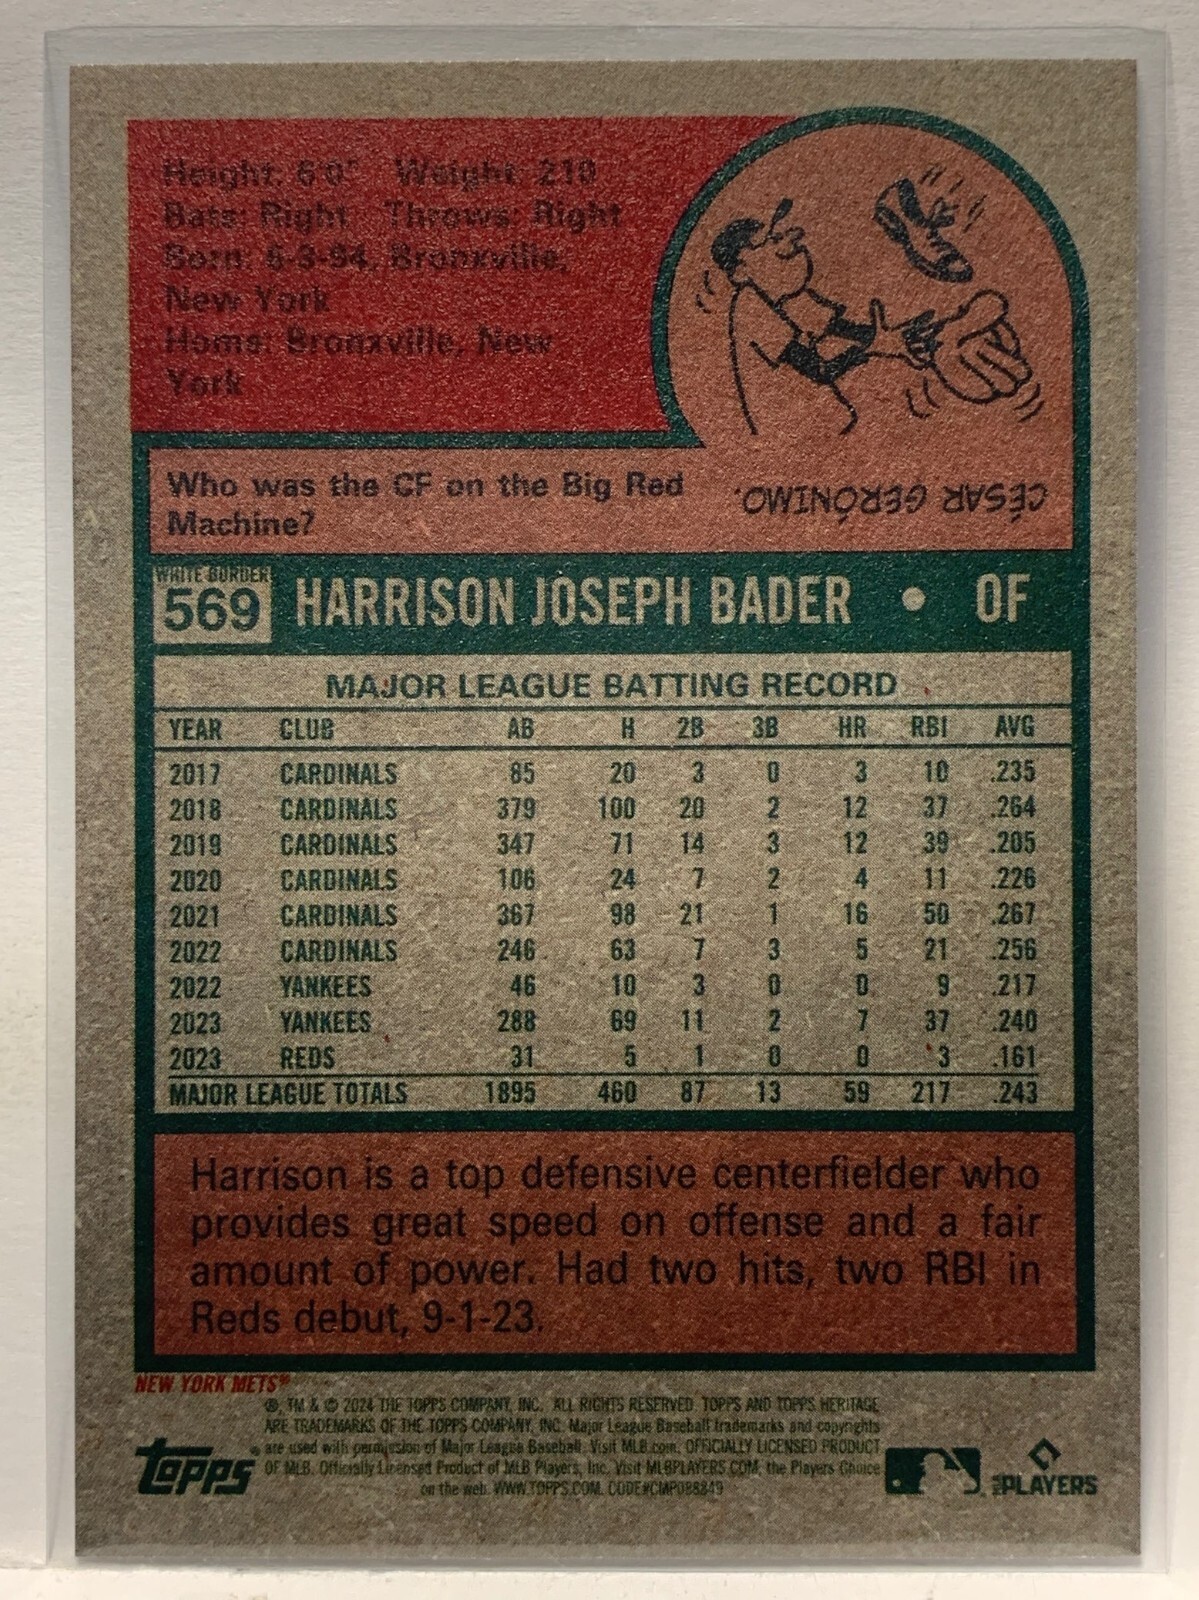 Height: 6'0" Weight: 210
Bats: Right Throws: Right
Born: 6-3-94, Bronxville,
New York
Home: Bronxville, New
York
Who was the CF on the Big Red
Machine?
CÉSAR GERÓNIMO.
WHITE BORDER
569 HARRISON JOSEPH BADER • OF
MAJOR LEAGUE BATTING RECORD
YEAR CLUB AB H 2B 3B HR RBI AVG
2017 CARDINALS 85 20 3 0 3 10 .235
2018 CARDINALS 379 100 20 2 12 37 .264
2019 CARDINALS 347 71 14 3 12 39 .205
2020 CARDINALS 106 24 7 2 4 11 .226
2021 CARDINALS 367 98 21 1 16 50 .267
2022 CARDINALS 246 63 7 3 5 21 .256
2022 YANKEES 46 10 3 0 0 9 .217
2023 YANKEES 288 69 11 2 7 37 .240
2023 REDS 31 5 1 0 0 3 .161
MAJOR LEAGUE TOTALS 1895 460 87 13 59 217 .243
Harrison is a top defensive centerfielder who
provides great speed on offense and a fair
amount of power. Had two hits, two RBI in
Reds debut, 9-1-23.
NEW YORK METS®
®, TM & © 2024 THE TOPPS COMPANY, INC. ALL RIGHTS RESERVED. TOPPS AND TOPPS HERITAGE
ARE TRADEMARKS OF THE TOPPS COMPANY, INC. Major League Baseball trademarks and copyrights
are used with permission of Major League Baseball. Visit MLB.com. OFFICIALLY LICENSED PRODUCT
OF MLB. Officially Licensed Product of MLB Players, Inc. Visit MLBPLAYERS.COM, the Players Choice
on the web. WWW.TOPPS.COM. CODE#CMP088849
Topps
MLB PLAYERS